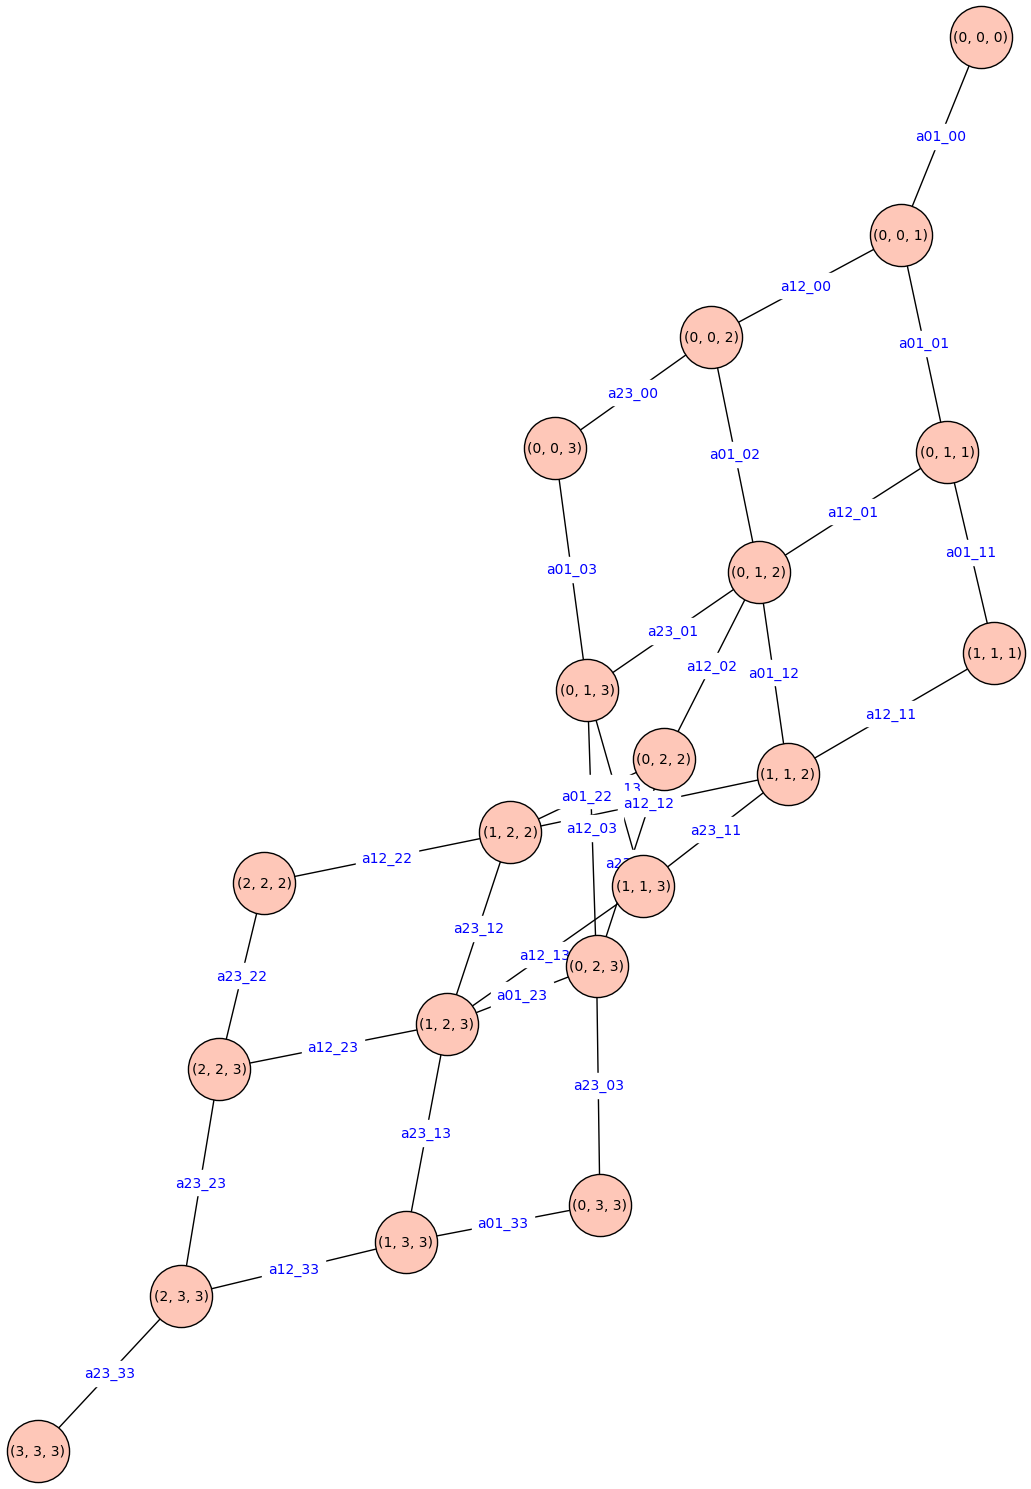 (0, 0, 0)
a01_00
(0, 0, 1)
a12_00
(0, 0, 2)
a01_01
a23_00
(0, 0, 3)
a01_02
(0, 1, 1)
a12_01
a01_11
a01_03
(0, 1, 2)
a23_01
(1, 1, 1)
a12_02
a01_12
(0, 1, 3)
a12_11
(0, 2, 2)
(1, 1, 2)
13
a01_22
a12_12
a12_03
a23_11
(1, 2, 2)
a12_22
(2, 2, 2)
(1, 1, 3)
a23_12
a12_13
(0, 2, 3)
a23_22
a01_23
(1, 2, 3)
a12_23
(2, 2, 3)
a23_03
a23_13
a23_23
(0, 3, 3)
a01_33
(1, 3, 3)
a12_33
(2, 3, 3)
a23_33
(3, 3, 3)